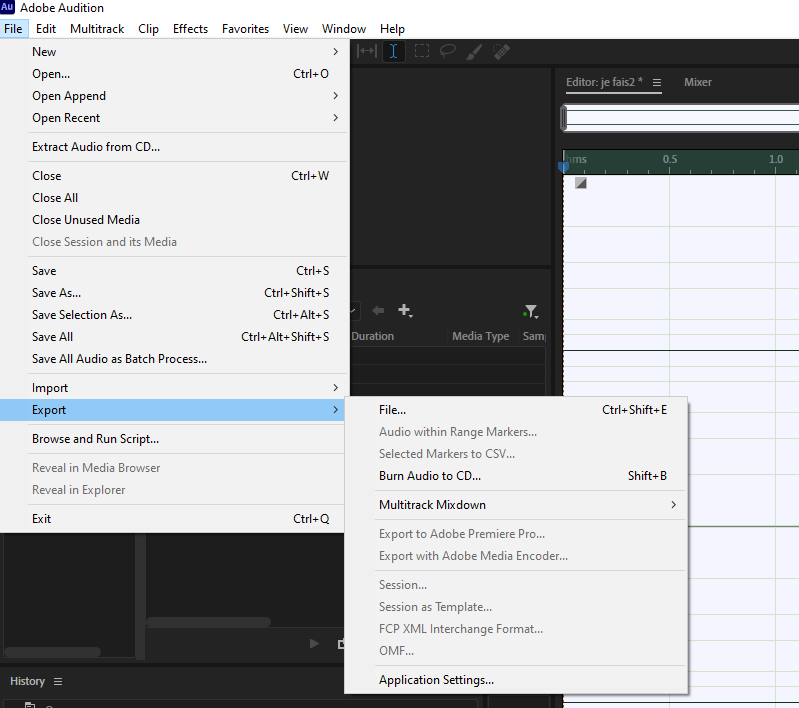 Au Adobe Audition
File Edit Multitrack Clip Effects Favorites View Window Help
New
Open... Ctrl+O
Open Append
Open Recent
Extract Audio from CD...
Close Ctrl+W
Close All
Close Unused Media
Close Session and its Media
Save Ctrl+S
Save As... Ctrl+Shift+S
Save Selection As... Ctrl+Alt+S
Save All Ctrl+Alt+Shift+S
Save All Audio as Batch Process...
Import
Export
Browse and Run Script...
Reveal in Media Browser
Reveal in Explorer
Exit Ctrl+Q
File... Ctrl+Shift+E
Audio within Range Markers...
Selected Markers to CSV...
Burn Audio to CD... Shift+B
Multitrack Mixdown
Export to Adobe Premiere Pro...
Export with Adobe Media Encoder...
Session...
Session as Template...
FCP XML Interchange Format...
OMF...
Application Settings...
Editor: je fais2 * Mixer
hms 0.5 1.0
Duration Media Type Samp
History